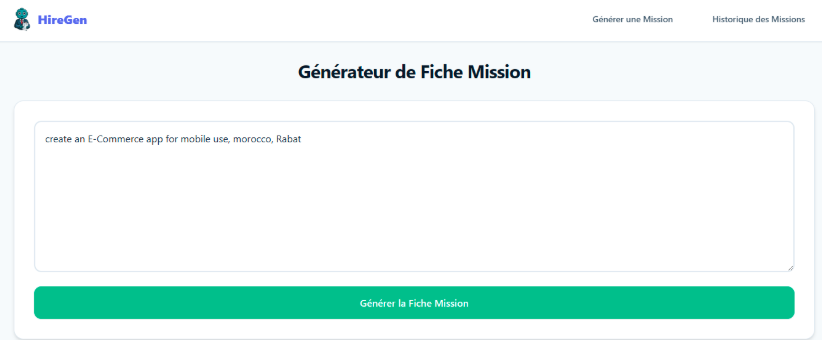 HireGen
Générer une Mission
Historique des Missions
Générateur de Fiche Mission
create an E-Commerce app for mobile use, morocco, Rabat
Générer la Fiche Mission